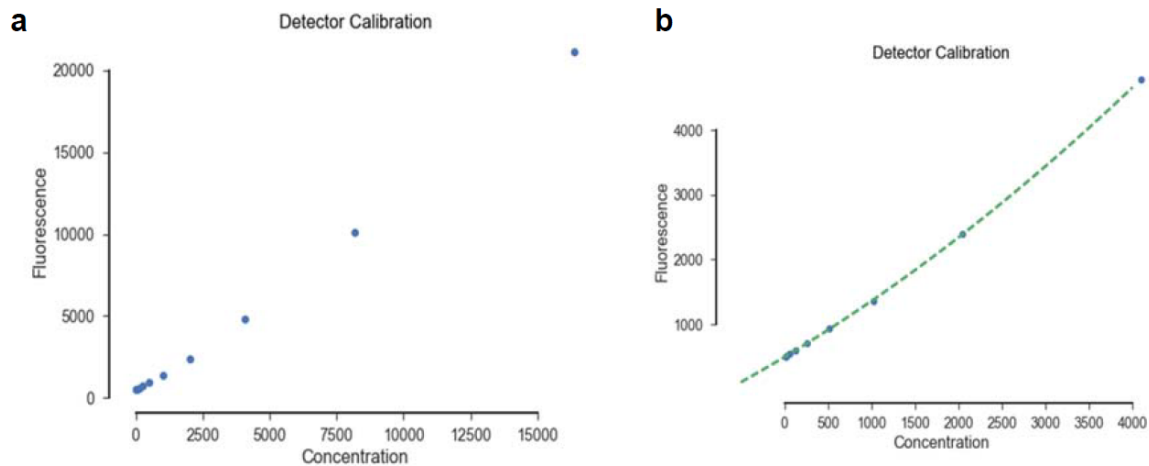 a
Detector Calibration
Fluorescence
20000
15000
10000
5000
0
0 2500 5000 7500 10000 12500 15000
Concentration
b
Detector Calibration
Fluorescence
4000
3000
2000
1000
0 500 1000 1500 2000 2500 3000 3500 4000
Concentration